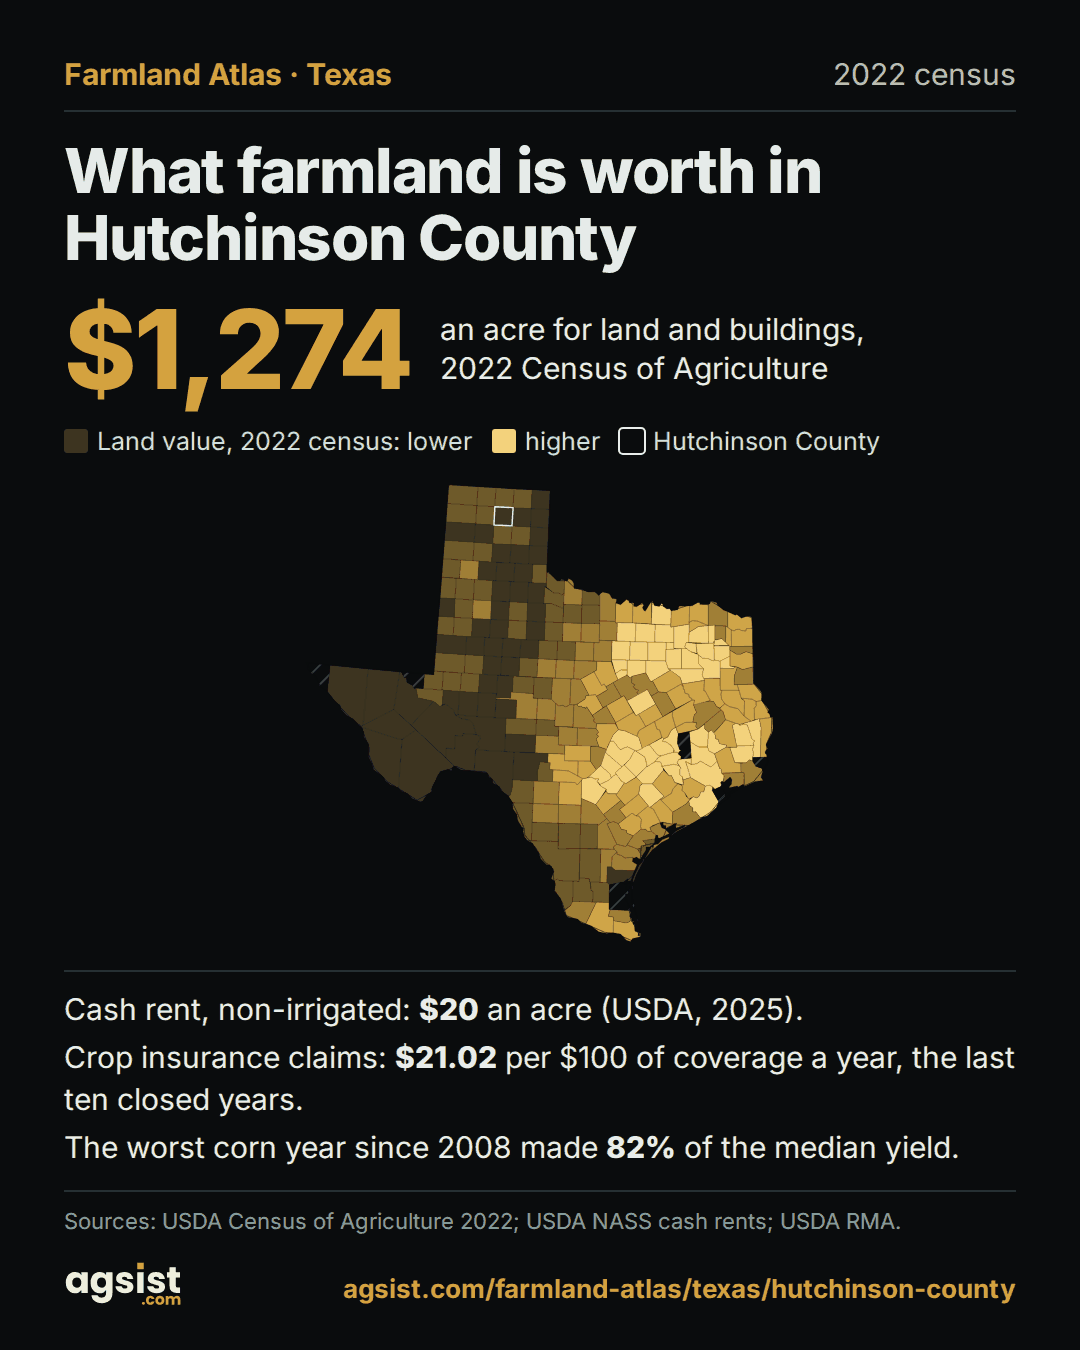 Farmland Atlas · Texas
2022 census
What farmland is worth in
Hutchinson County
$1,274
an acre for land and buildings,
2022 Census of Agriculture
Land value, 2022 census: lower
higher
Hutchinson County
Cash rent, non-irrigated: $20 an acre (USDA, 2025).
Crop insurance claims: $21.02 per $100 of coverage a year, the last
ten closed years.
The worst corn year since 2008 made 82% of the median yield.
Sources: USDA Census of Agriculture 2022; USDA NASS cash rents; USDA RMA.
agsist
.com
agsist.com/farmland-atlas/texas/hutchinson-county